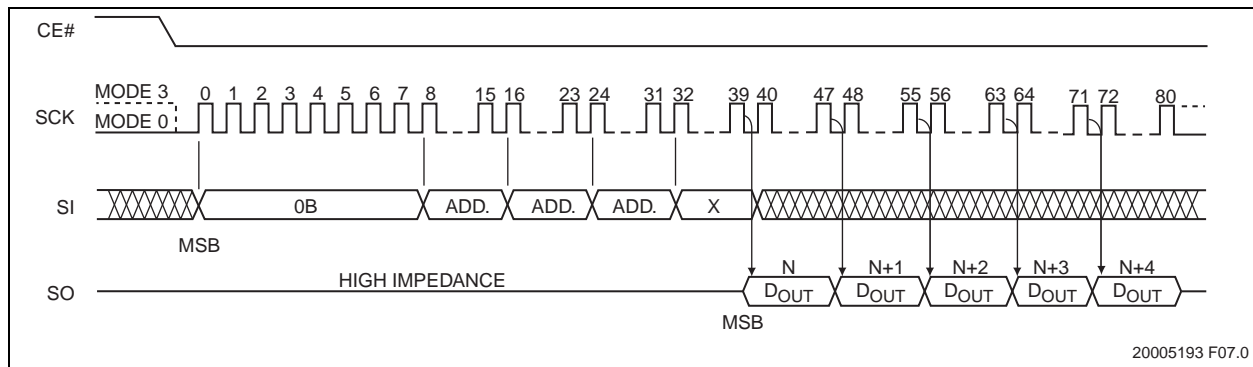 CE#
MODE 3
0 1 2 3 4 5 6 7 8 15 16 23 24 31 32 39 40 47 48 55 56 63 64 71 72 80
SCK
MODE 0
SI
0B ADD. ADD. ADD. X
MSB
HIGH IMPEDANCE
N N+1 N+2 N+3 N+4
SO
DOUT DOUT DOUT DOUT DOUT
MSB
20005193 F07.0